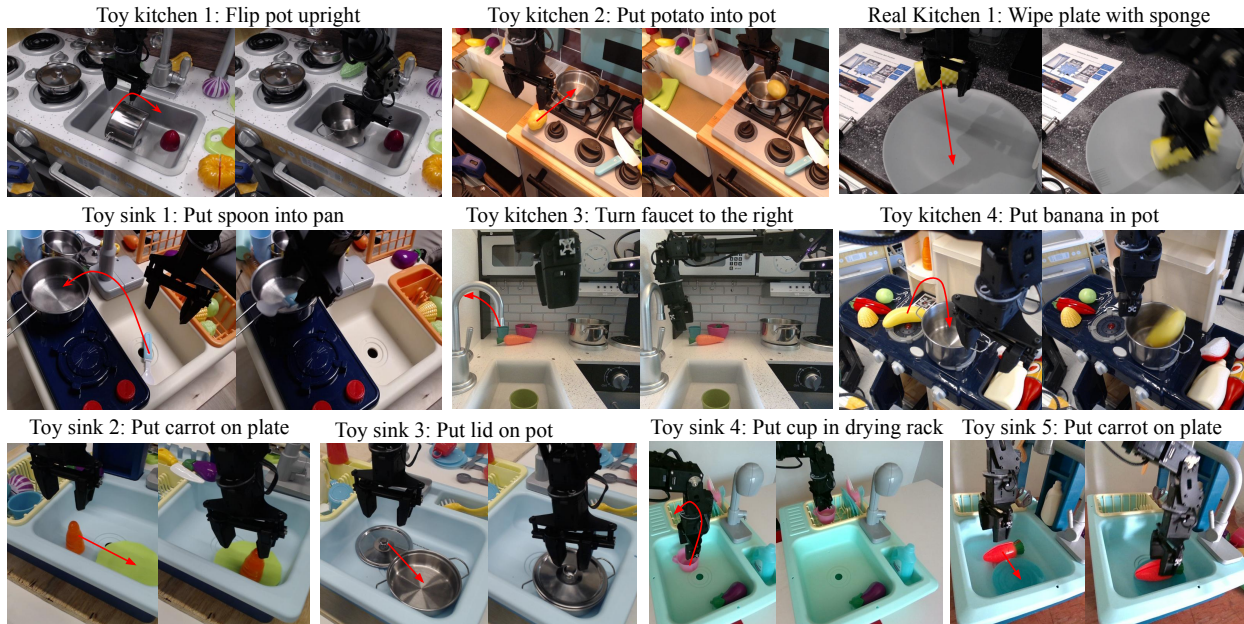 Toy kitchen 1: Flip pot upright
Toy kitchen 2: Put potato into pot
Real Kitchen 1: Wipe plate with sponge
Toy sink 1: Put spoon into pan
Toy kitchen 3: Turn faucet to the right
Toy kitchen 4: Put banana in pot
Toy sink 2: Put carrot on plate
Toy sink 3: Put lid on pot
Toy sink 4: Put cup in drying rack
Toy sink 5: Put carrot on plate